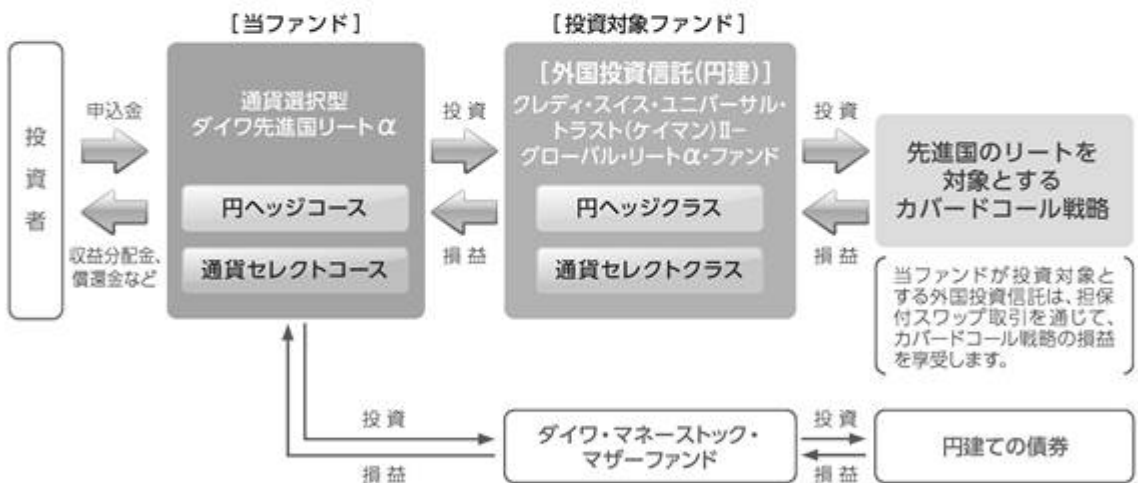 [当ファンド]
[投資対象ファンド]
投資者
申込金
収益分配金、
償還金など
通貨選択型
ダイワ先進国リートα
円ヘッジコース
通貨セレクトコース
投資
損益
[外国投資信託(円建)]
クレディ・スイス・ユニバーサル・
トラスト(ケイマン)Ⅱ−
グローバル・リートα・ファンド
円ヘッジクラス
通貨セレクトクラス
投資
損益
先進国のリートを
対象とする
カバードコール戦略
当ファンドが投資対象と
する外国投資信託は、担保
付スワップ取引を通じて、
カバードコール戦略の損益
を享受します。
投資
損益
ダイワ・マネーストック・
マザーファンド
投資
損益
円建ての債券